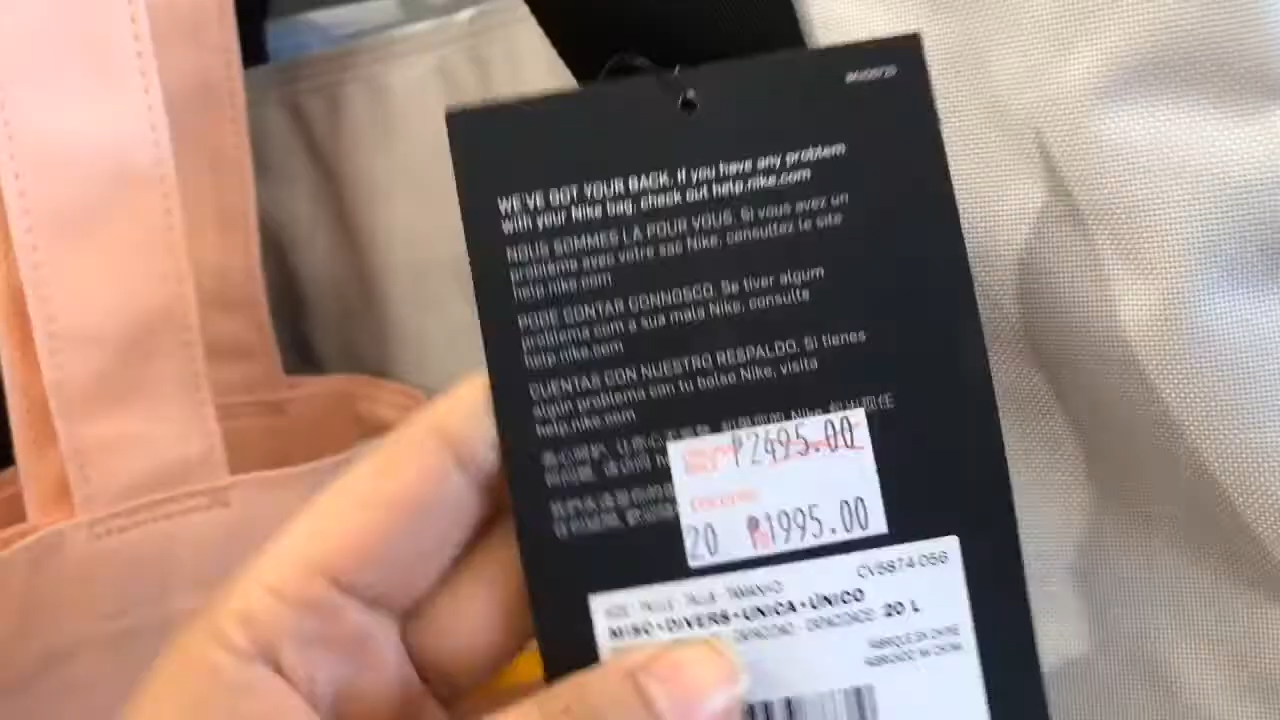 WE'VE GOT YOUR BACK. If you have any problem
with your Nike bag, check out help.nike.com
NOUS SOMMES LÀ POUR VOUS. Si vous avez un
problème avec votre sac Nike, consultez le site
help.nike.com
PODE CONTAR CONNOSCO. Se tiver algum
problema com a sua mala Nike, consulte
help.nike.com
CUENTAS CON NUESTRO RESPALDO. Si tienes
algún problema con tu bolso Nike, visita
help.nike.com
₱2495.00
20 ₱1995.00
CV5874-056
MISC•DIVERS•UNICA•ÚNICO
20 L